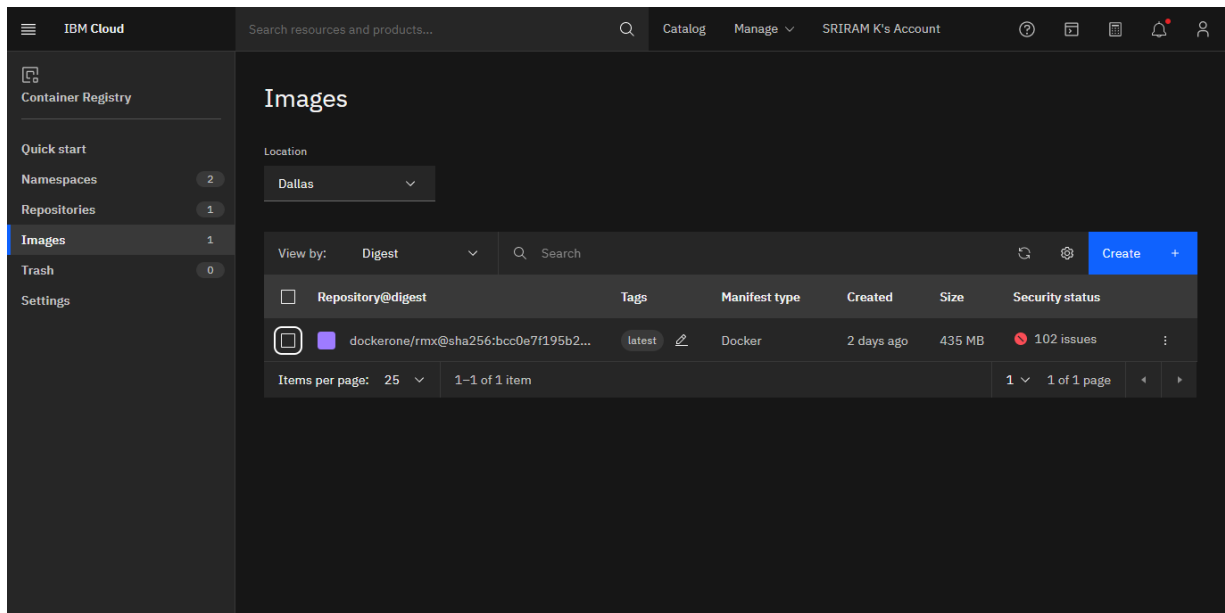 IBM Cloud
Search resources and products...
Catalog
Manage
SRIRAM K's Account
Container Registry
Quick start
Namespaces 2
Repositories 1
Images 1
Trash 0
Settings
Images
Location
Dallas
View by: Digest
Search
Create +
Repository@digest Tags Manifest type Created Size Security status
dockerone/rmx@sha256:bcc0e7f195b2... latest Docker 2 days ago 435 MB 102 issues
Items per page: 25 1–1 of 1 item 1 1 of 1 page